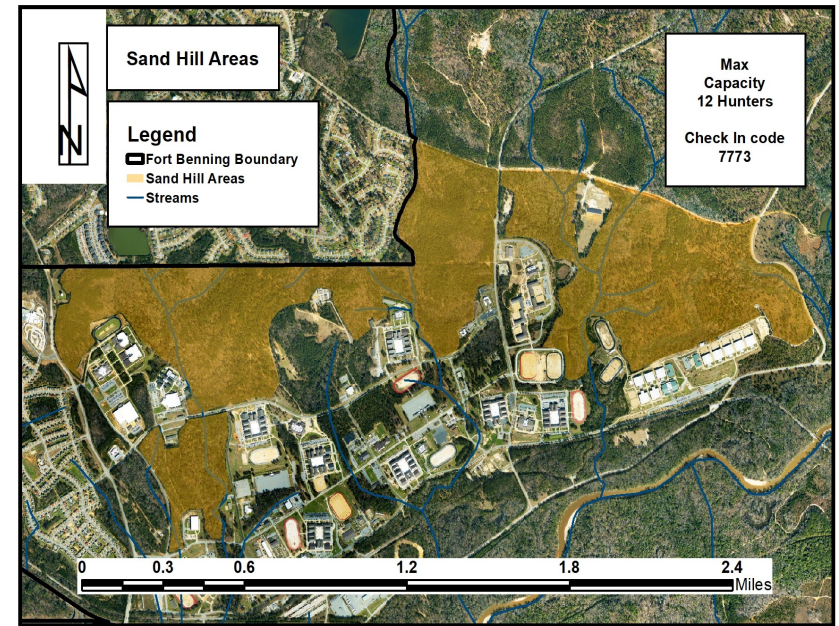 Sand Hill Areas
N
Legend
Fort Benning Boundary
Sand Hill Areas
Streams
Max
Capacity
12 Hunters
Check In code
7773
0 0.3 0.6 1.2 1.8 2.4
Miles